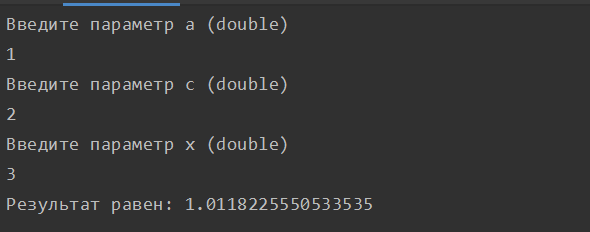 Введите параметр a (double)
1
Введите параметр c (double)
2
Введите параметр x (double)
3
Результат равен: 1.0118225550533535